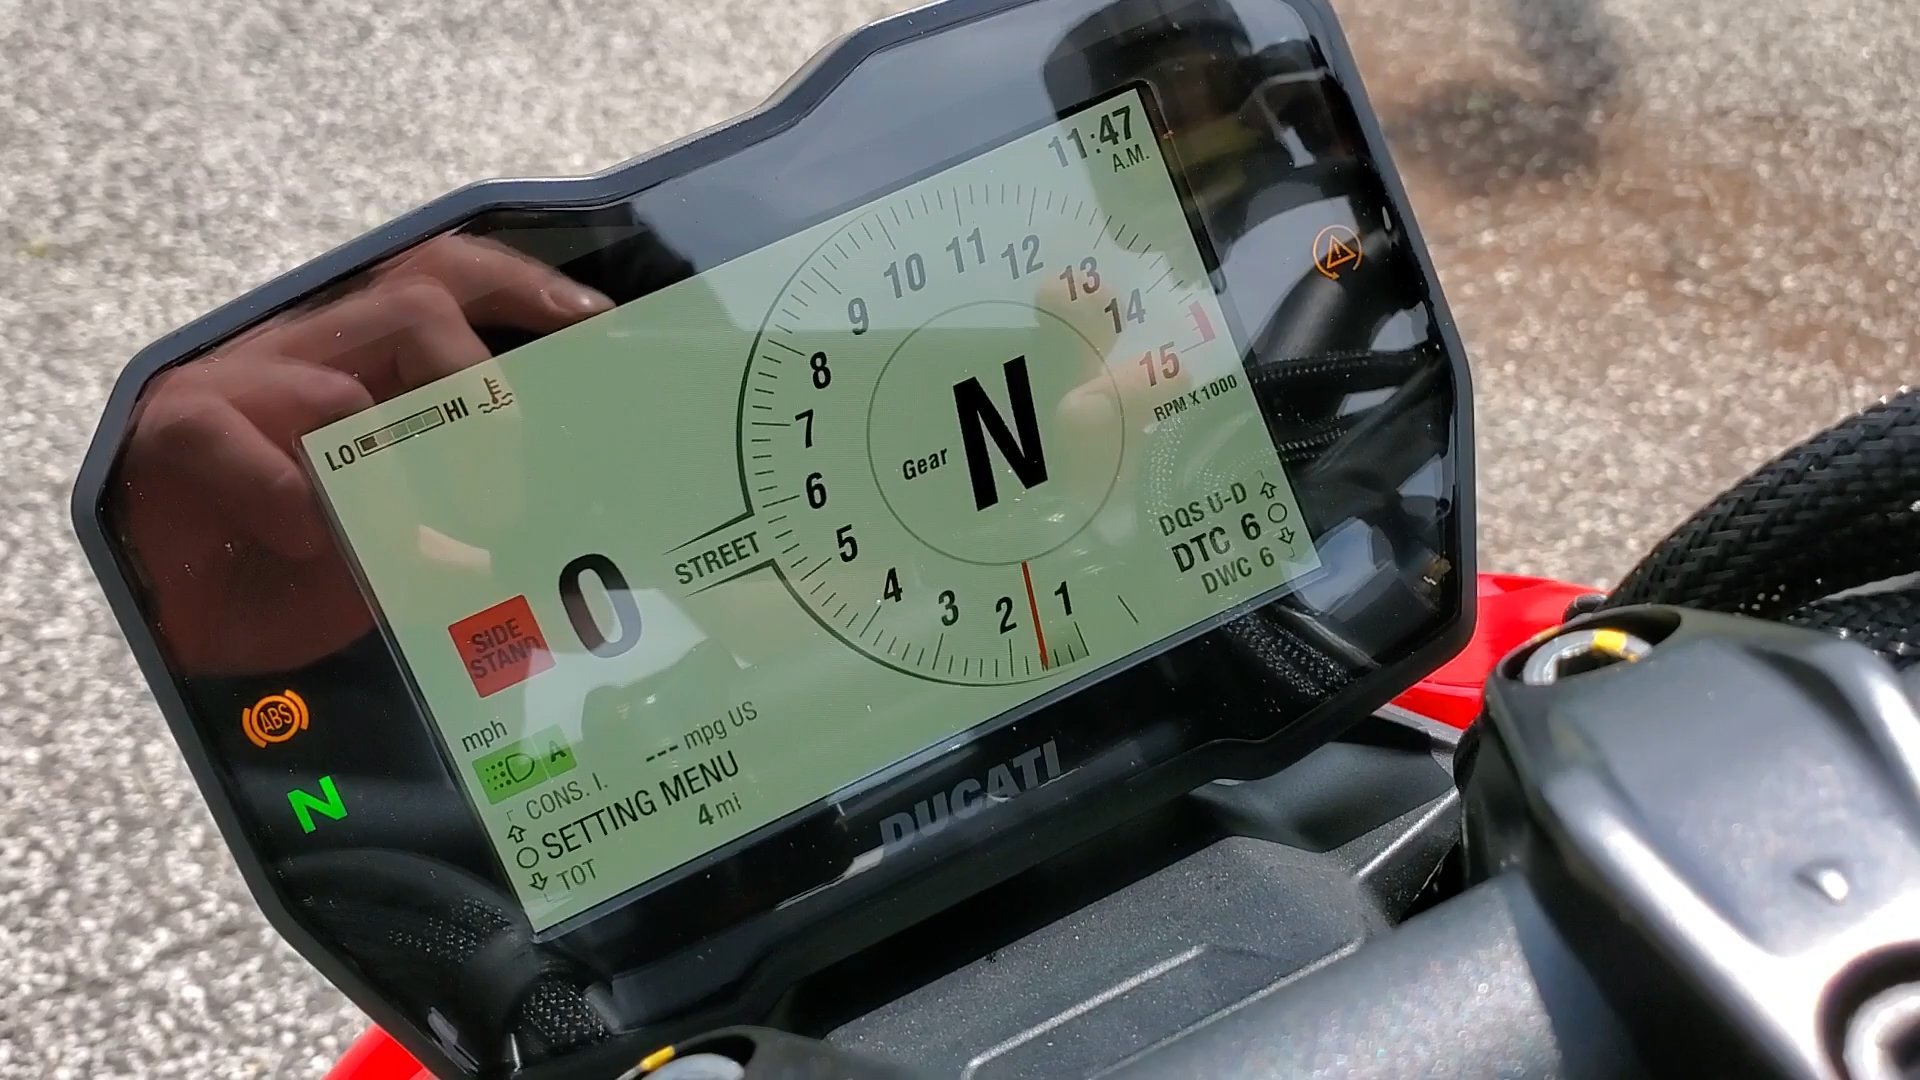 11:47
A.M.
LO HI
1
2
3
4
5
6
7
8
9
10
11
12
13
14
15
RPM X 1000
Gear N
STREET
SIDE
STAND
0
mph
DQS U-D
DTC 6
DWC 6
ABS
N
A
CONS. I. --- mpg US
SETTING MENU
TOT 4 mi
DUCATI